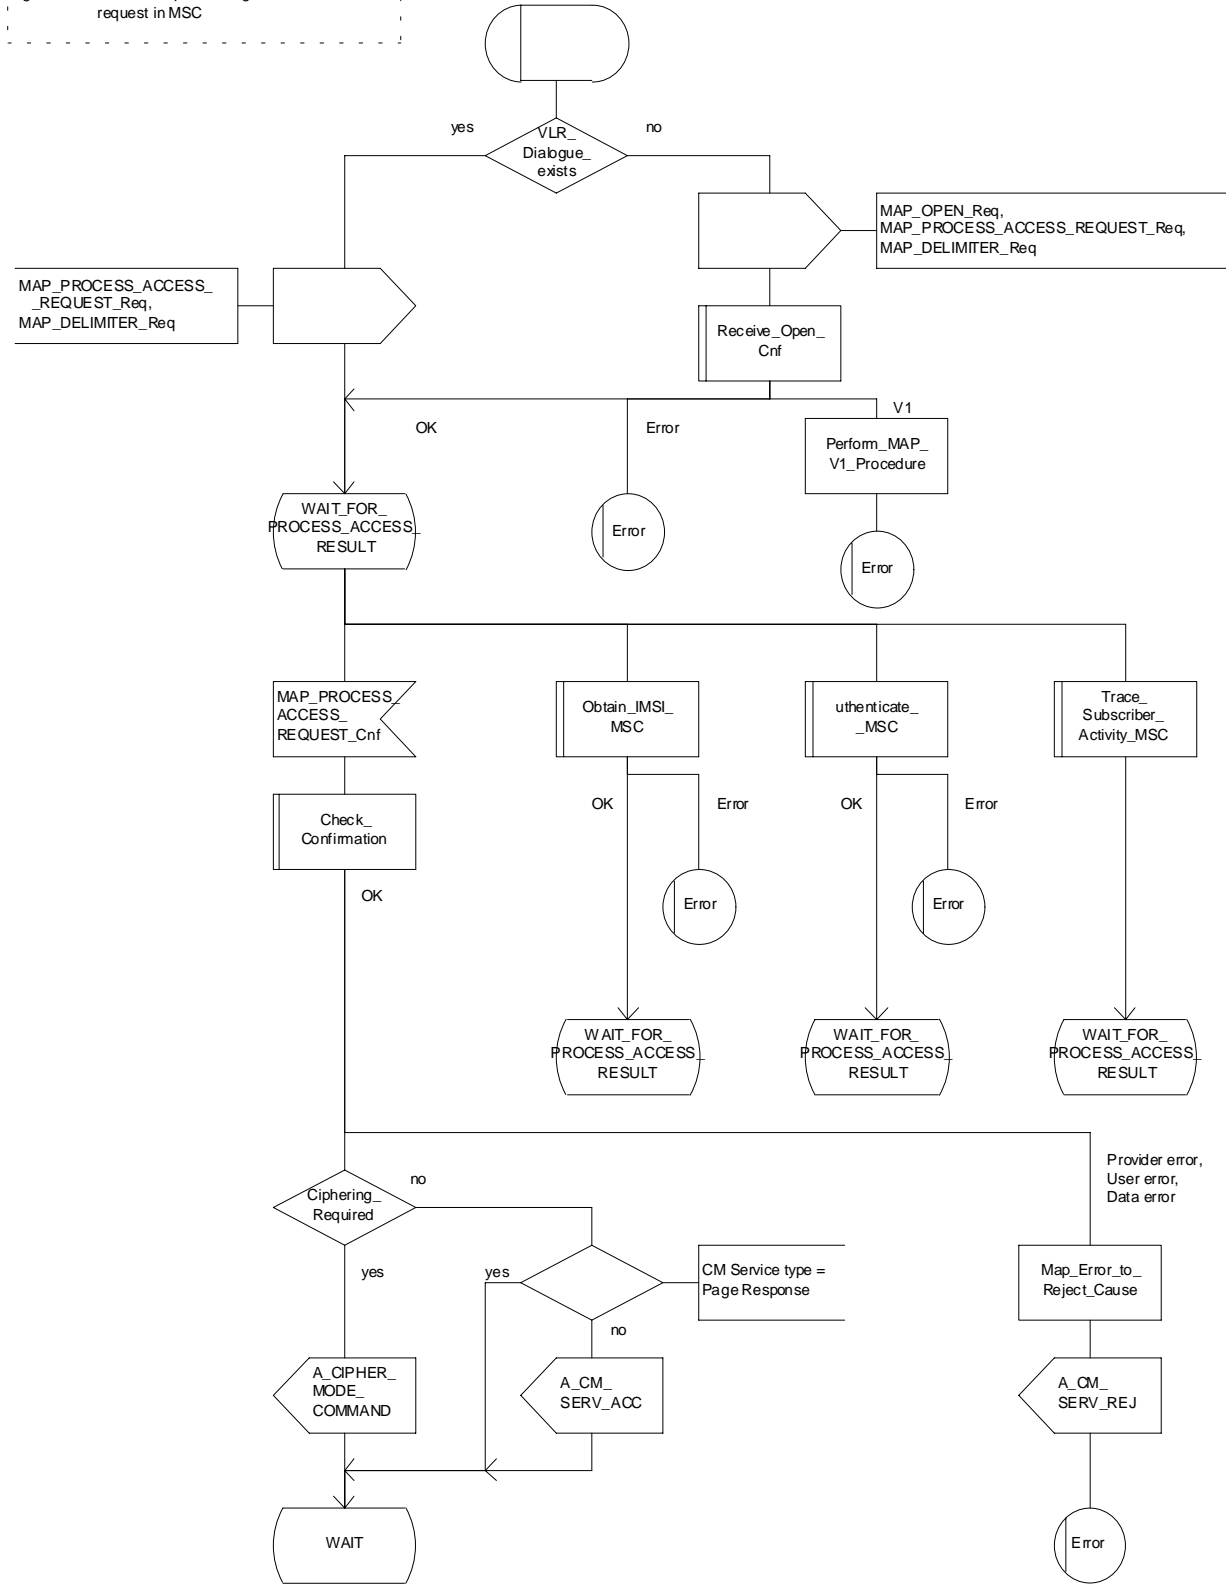 request in MSC
yes
no
VLR_
Dialogue_
exists
MAP_OPEN_Req,
MAP_PROCESS_ACCESS_REQUEST_Req,
MAP_DELIMITER_Req
MAP_PROCESS_ACCESS_
_REQUEST_Req,
MAP_DELIMITER_Req
Receive_Open_
Cnf
OK
Error
V1
Perform_MAP_
V1_Procedure
WAIT_FOR_
PROCESS_ACCESS_
RESULT
Error
Error
MAP_PROCESS_
ACCESS_
REQUEST_Cnf
Obtain_IMSI_
MSC
uthenticate_
_MSC
Trace_
Subscriber_
Activity_MSC
OK
Error
OK
Error
Check_
Confirmation
OK
Error
Error
WAIT_FOR_
PROCESS_ACCESS_
RESULT
WAIT_FOR_
PROCESS_ACCESS_
RESULT
WAIT_FOR_
PROCESS_ACCESS_
RESULT
Provider error,
User error,
Data error
Ciphering_
Required
no
yes
yes
CM Service type =
Page Response
no
Map_Error_to_
Reject_Cause
A_CIPHER_
MODE_
COMMAND
A_CM_
SERV_ACC
A_CM_
SERV_REJ
WAIT
Error